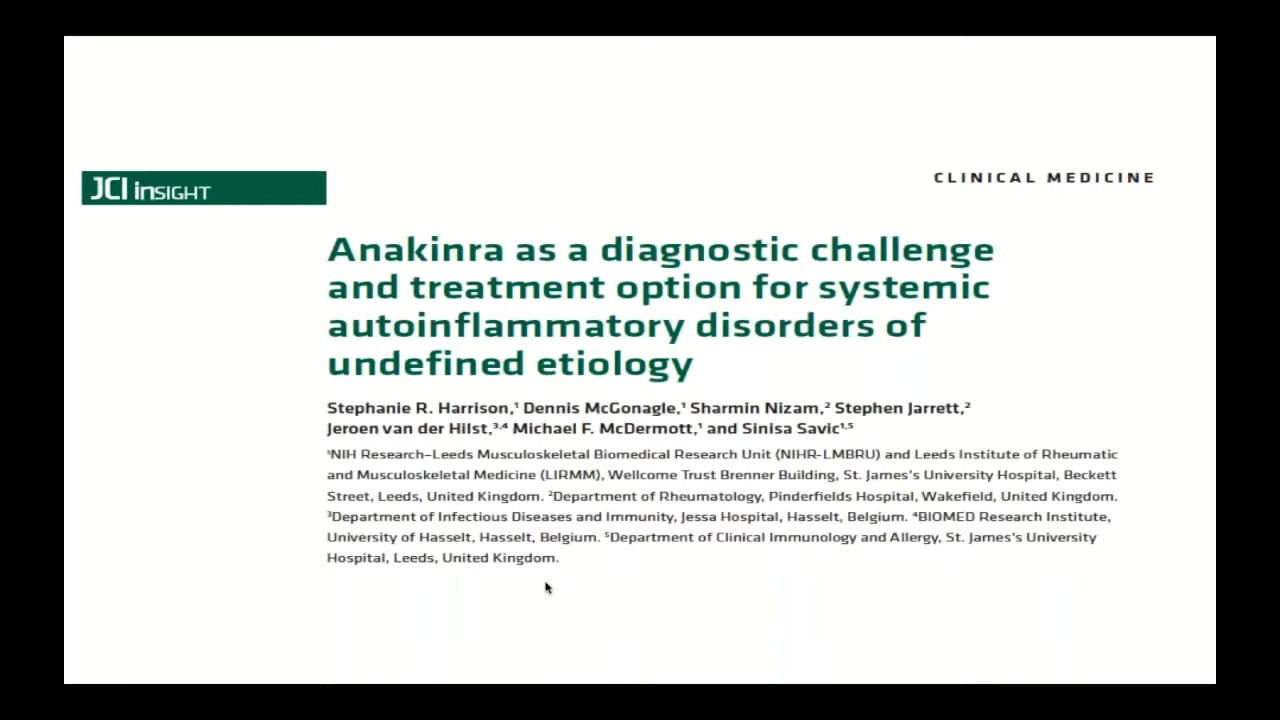 JCI inSIGHT
CLINICAL MEDICINE
Anakinra as a diagnostic challenge
and treatment option for systemic
autoinflammatory disorders of
undefined etiology
Stephanie R. Harrison,¹ Dennis McGonagle,¹ Sharmin Nizam,² Stephen Jarrett,²
Jeroen van der Hilst,³,⁴ Michael F. McDermott,¹ and Sinisa Savic¹,⁵
¹NIH Research–Leeds Musculoskeletal Biomedical Research Unit (NIHR-LMBRU) and Leeds Institute of Rheumatic
and Musculoskeletal Medicine (LIRMM), Wellcome Trust Brenner Building, St. James's University Hospital, Beckett
Street, Leeds, United Kingdom. ²Department of Rheumatology, Pinderfields Hospital, Wakefield, United Kingdom.
³Department of Infectious Diseases and Immunity, Jessa Hospital, Hasselt, Belgium. ⁴BIOMED Research Institute,
University of Hasselt, Hasselt, Belgium. ⁵Department of Clinical Immunology and Allergy, St. James's University
Hospital, Leeds, United Kingdom.